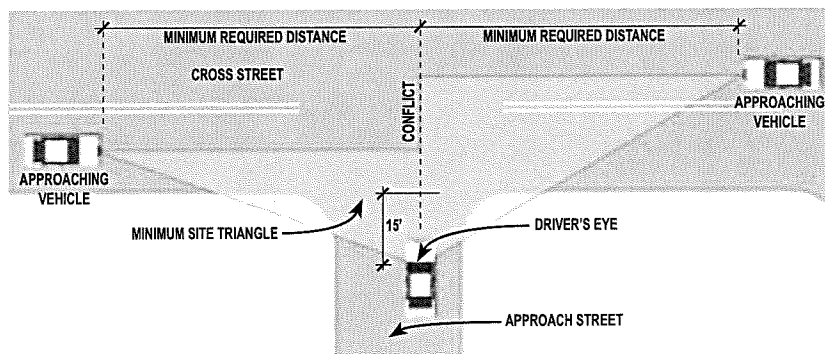 MINIMUM REQUIRED DISTANCE
MINIMUM REQUIRED DISTANCE
CROSS STREET
CONFLICT
APPROACHING
VEHICLE
APPROACHING
VEHICLE
MINIMUM SITE TRIANGLE
15'
DRIVER'S EYE
APPROACH STREET